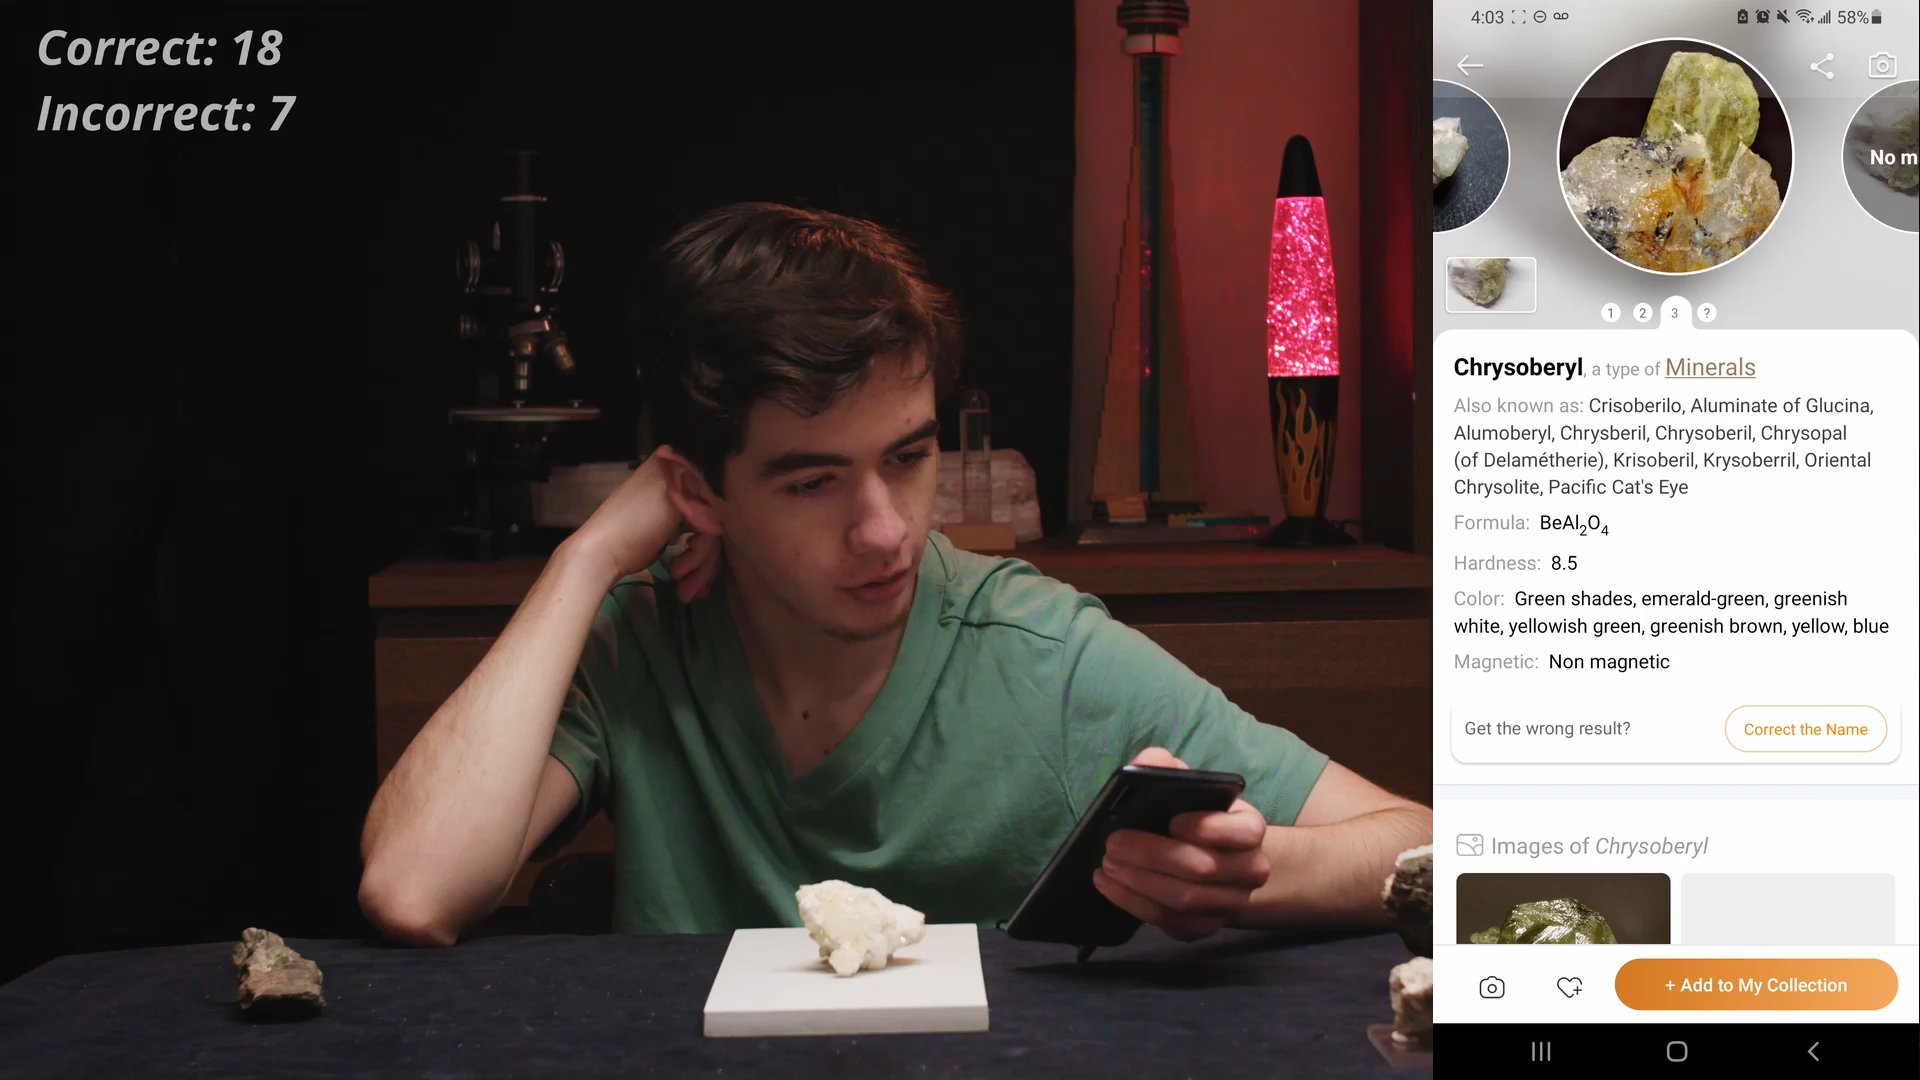 Correct: 18
Incorrect: 7
4:03
58%
No m
1 2 3 ?
Chrysoberyl, a type of Minerals
Also known as: Crisoberilo, Aluminate of Glucina,
Alumoberyl, Chrysberil, Chrysoberil, Chrysopal
(of Delamétherie), Krisoberil, Krysoberril, Oriental
Chrysolite, Pacific Cat's Eye
Formula: BeAl₂O₄
Hardness: 8.5
Color: Green shades, emerald-green, greenish
white, yellowish green, greenish brown, yellow, blue
Magnetic: Non magnetic
Get the wrong result?
Correct the Name
Images of Chrysoberyl
+ Add to My Collection